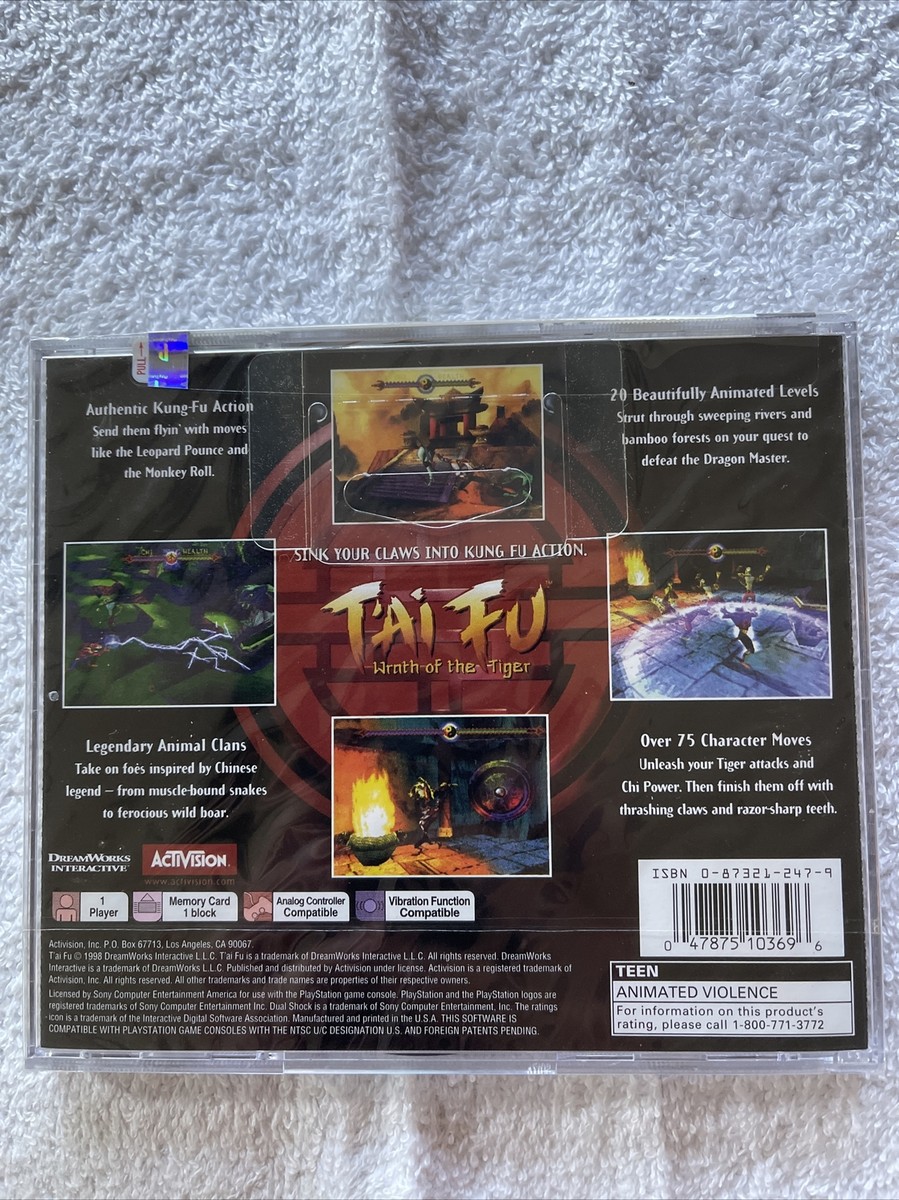 PULL→
Authentic Kung-Fu Action
Send them flyin' with moves
like the Leopard Pounce and
the Monkey Roll.
20 Beautifully Animated Levels
Strut through sweeping rivers and
bamboo forests on your quest to
defeat the Dragon Master.
SINK YOUR CLAWS INTO KUNG FU ACTION.
CHI HEALTH
T'AI FU™
Wrath of the Tiger
Legendary Animal Clans
Take on foes inspired by Chinese
legend – from muscle-bound snakes
to ferocious wild boar.
Over 75 Character Moves
Unleash your Tiger attacks and
Chi Power. Then finish them off with
thrashing claws and razor-sharp teeth.
DREAMWORKS
INTERACTIVE
ACTIVISION.
www.activision.com
1
Player
Memory Card
1 block
Analog Controller
Compatible
Vibration Function
Compatible
ISBN 0-87321-247-9
0 47875 10369 6
Activision, Inc. P.O. Box 67713, Los Angeles, CA 90067.
T'ai Fu © 1998 DreamWorks Interactive L.L.C. T'ai Fu is a trademark of DreamWorks Interactive L.L.C. All rights reserved. DreamWorks
Interactive is a trademark of DreamWorks L.L.C. Published and distributed by Activision under license. Activision is a registered trademark of
Activision, Inc. All rights reserved. All other trademarks and trade names are properties of their respective owners.
Licensed by Sony Computer Entertainment America for use with the PlayStation game console. PlayStation and the PlayStation logos are
registered trademarks of Sony Computer Entertainment Inc. Dual Shock is a trademark of Sony Computer Entertainment, Inc. The ratings
icon is a trademark of the Interactive Digital Software Association. Manufactured and printed in the U.S.A. THIS SOFTWARE IS
COMPATIBLE WITH PLAYSTATION GAME CONSOLES WITH THE NTSC U/C DESIGNATION U.S. AND FOREIGN PATENTS PENDING.
TEEN
ANIMATED VIOLENCE
For information on this product's
rating, please call 1-800-771-3772